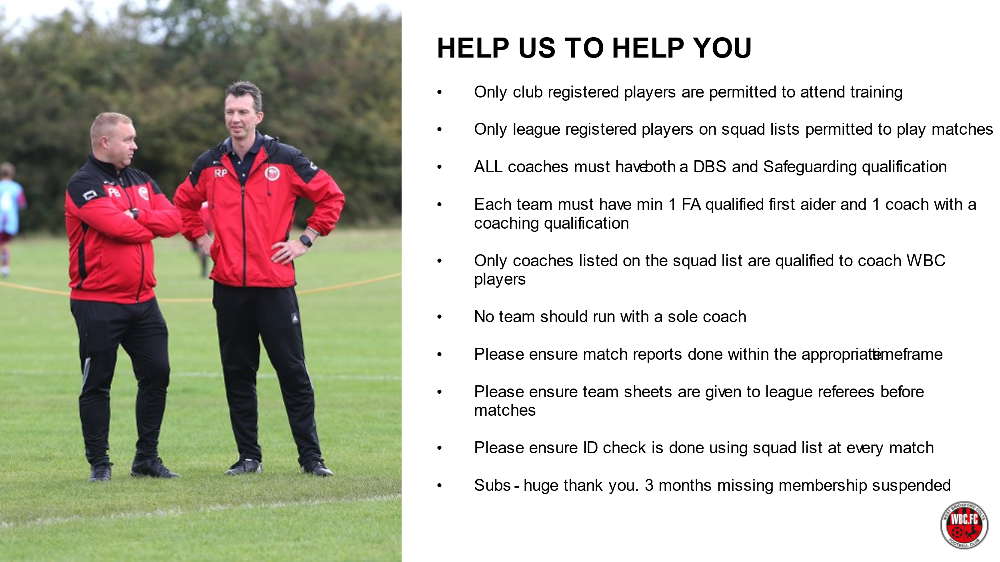 HELP US TO HELP YOU
• Only club registered players are permitted to attend training
• Only league registered players on squad lists permitted to play matches
• ALL coaches must have both a DBS and Safeguarding qualification
• Each team must have min 1 FA qualified first aider and 1 coach with a
coaching qualification
• Only coaches listed on the squad list are qualified to coach WBC
players
• No team should run with a sole coach
• Please ensure match reports done within the appropriate timeframe
• Please ensure team sheets are given to league referees before
matches
• Please ensure ID check is done using squad list at every match
• Subs - huge thank you. 3 months missing membership suspended
RP
PB
WEST BRIDGFORD COLTS
WBC.FC
FOOTBALL CLUB